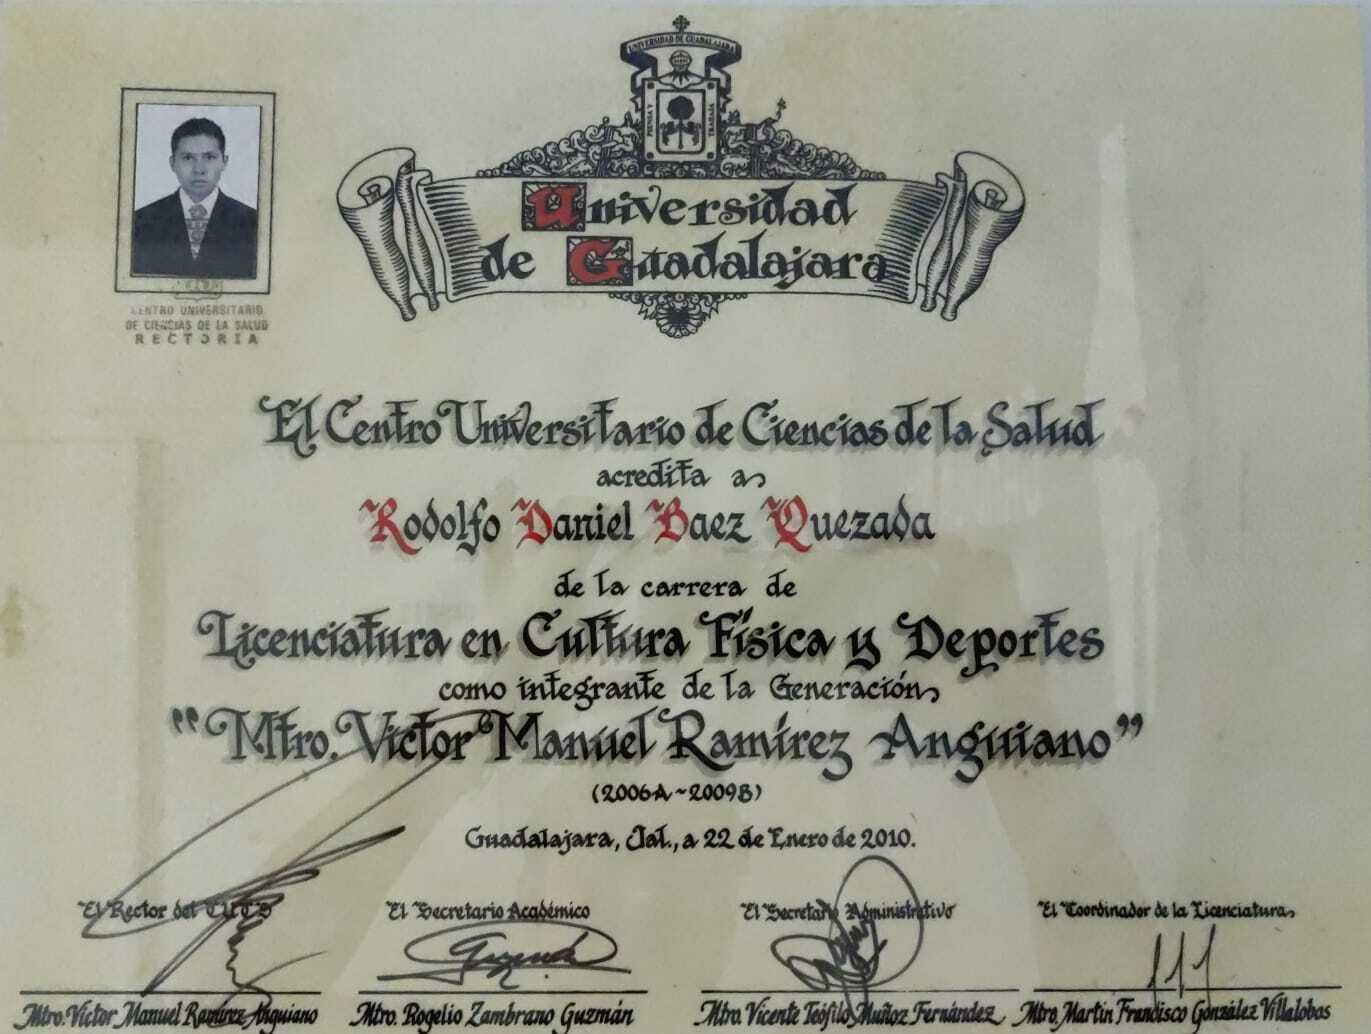 UNIVERSIDAD DE GUADALAJARA
PIENSA Y
TRABAJA
Universidad
de Guadalajara
CENTRO UNIVERSITARIO
DE CIENCIAS DE LA SALUD
RECTORIA
El Centro Universitario de Ciencias de la Salud
acredita a
Rodolfo Daniel Baez Quezada
de la carrera de
Licenciatura en Cultura Física y Deportes
como integrante de la Generación
"Mtro. Víctor Manuel Ramírez Anguiano"
(2006A~2009B)
Guadalajara, Jal., a 22 de Enero de 2010.
El Rector del CUCS
El Secretario Académico
El Secretario Administrativo
El Coordinador de la Licenciatura
Mtro. Víctor Manuel Ramírez Anguiano
Mtro. Rogelio Zambrano Guzmán
Mtro. Vicente Teófilo Muñoz Fernández
Mtro. Martín Francisco González Villalobos